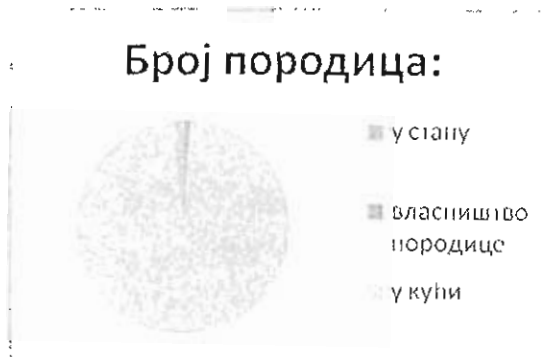 Број породица:
у стану
власништво
породице
у кући